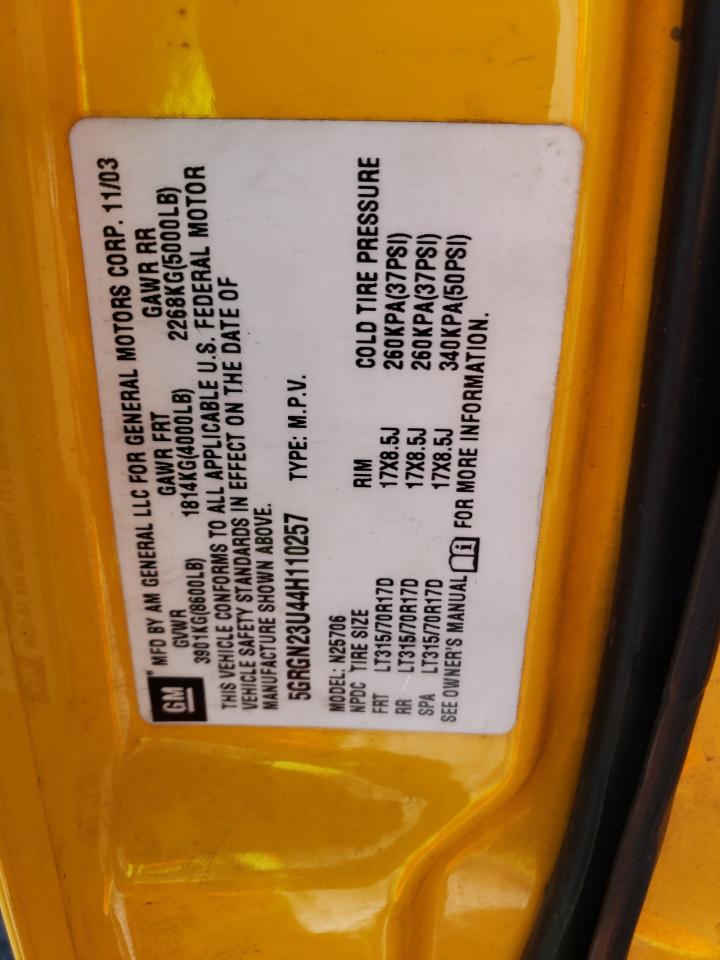 GM
MFD BY AM GENERAL LLC FOR GENERAL MOTORS CORP. 11/03
GVWR GAWR FRT GAWR RR
3901KG(8600LB) 1814KG(4000LB) 2268KG(5000LB)
THIS VEHICLE CONFORMS TO ALL APPLICABLE U.S. FEDERAL MOTOR
VEHICLE SAFETY STANDARDS IN EFFECT ON THE DATE OF
MANUFACTURE SHOWN ABOVE.
5GRGN23U44H110257 TYPE: M.P.V.
MODEL: N25706
NPDC TIRE SIZE RIM COLD TIRE PRESSURE
FRT LT315/70R17D 17X8.5J 260KPA(37PSI)
RR LT315/70R17D 17X8.5J 260KPA(37PSI)
SPA LT315/70R17D 17X8.5J 340KPA(50PSI)
SEE OWNER'S MANUAL FOR MORE INFORMATION.